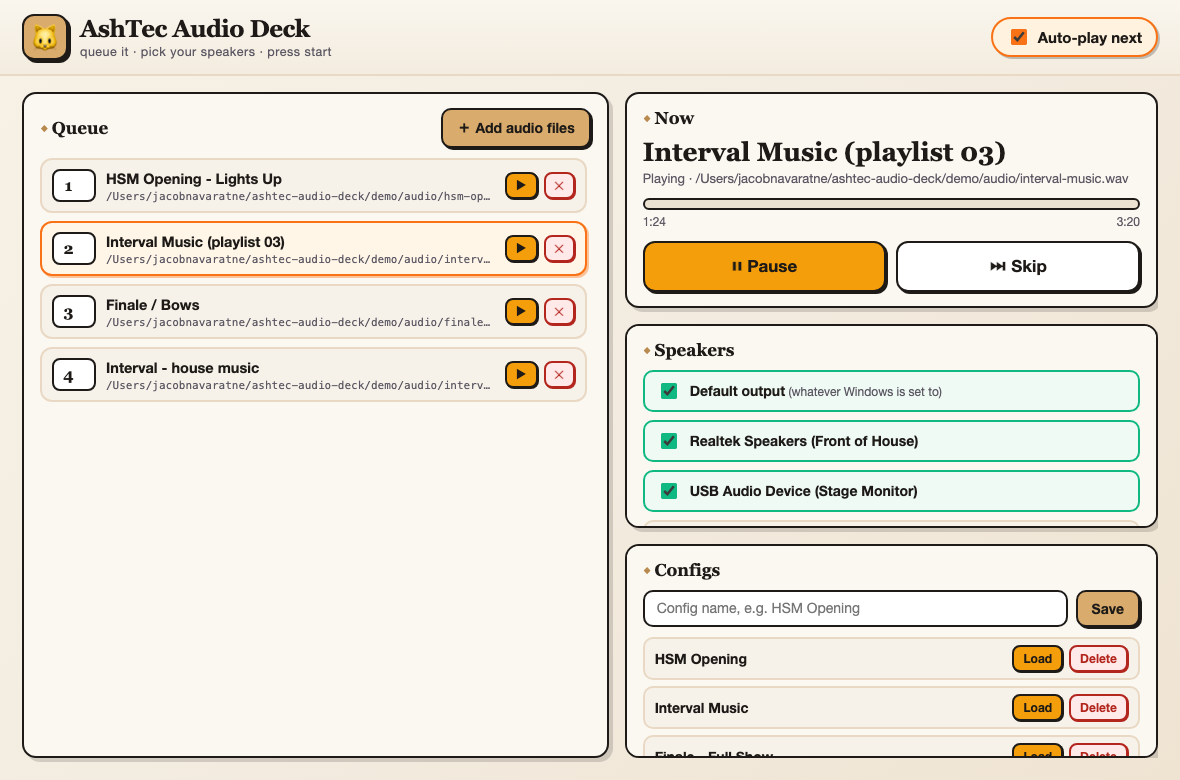 AshTec Audio Deck
queue it · pick your speakers · press start
Auto-play next
Queue
+ Add audio files
1
HSM Opening - Lights Up
/Users/jacobnavaratne/ashtec-audio-deck/demo/audio/hsm-op…
2
Interval Music (playlist 03)
/Users/jacobnavaratne/ashtec-audio-deck/demo/audio/interv…
3
Finale / Bows
/Users/jacobnavaratne/ashtec-audio-deck/demo/audio/finale…
4
Interval - house music
/Users/jacobnavaratne/ashtec-audio-deck/demo/audio/interv…
Now
Interval Music (playlist 03)
Playing · /Users/jacobnavaratne/ashtec-audio-deck/demo/audio/interval-music.wav
1:24
3:20
Pause
Skip
Speakers
Default output (whatever Windows is set to)
Realtek Speakers (Front of House)
USB Audio Device (Stage Monitor)
Configs
Config name, e.g. HSM Opening
Save
HSM Opening
Load
Delete
Interval Music
Load
Delete
Finale - Full Show
Load
Delete